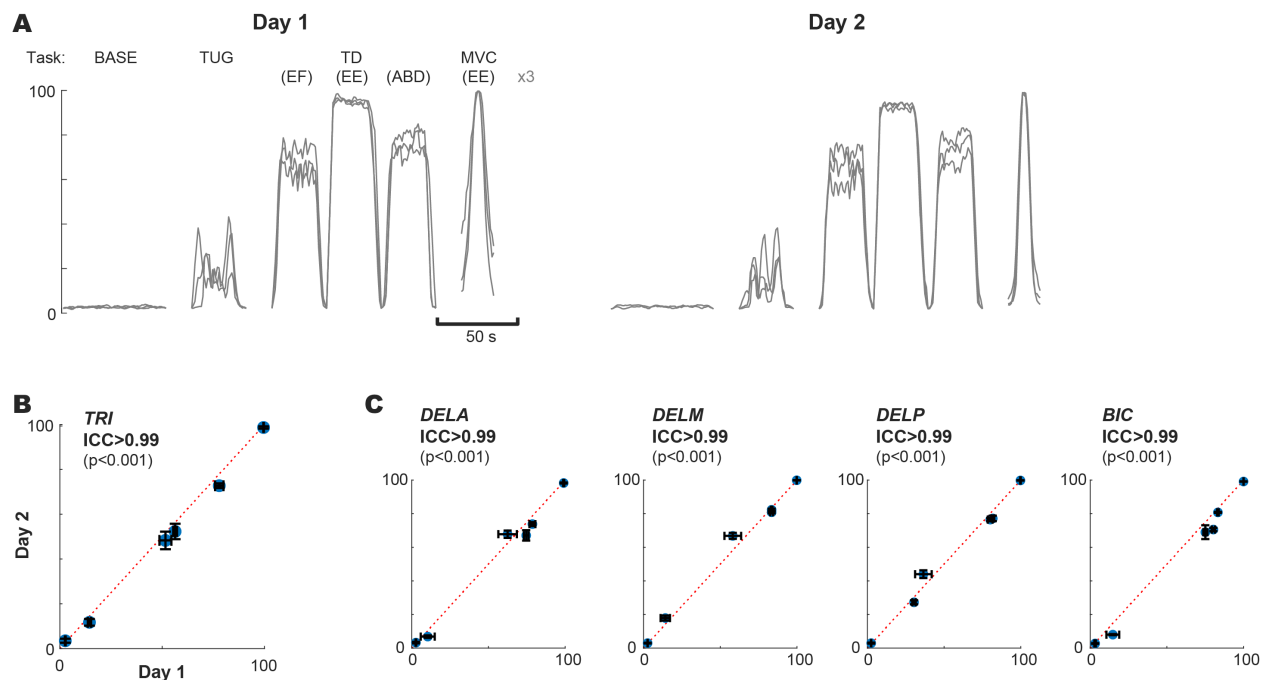 A
Day 1
Day 2
Task: BASE TUG TD MVC
(EF) (EE) (ABD) (EE) x3
100
0
50 s
B
TRI
ICC>0.99
(p<0.001)
100
Day 2
0
0 100
Day 1
C
DELA
ICC>0.99
(p<0.001)
100
0
0 100
DELM
ICC>0.99
(p<0.001)
100
0
0 100
DELP
ICC>0.99
(p<0.001)
100
0
0 100
BIC
ICC>0.99
(p<0.001)
100
0
0 100